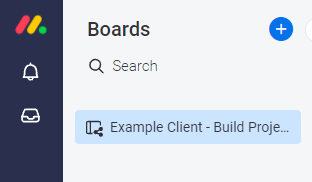 Boards
Search
Example Client - Build Proje...